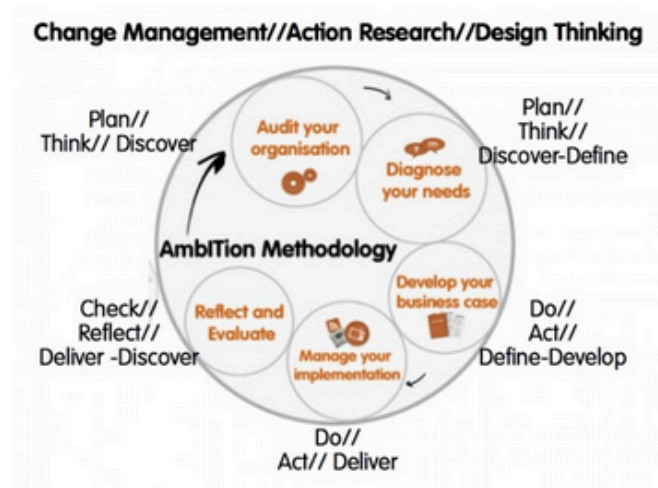 Change Management//Action Research//Design Thinking
Plan//
Think// Discover
Audit your
organisation
Plan//
Think//
Discover-Define
Diagnose
your needs
AmbITion Methodology
Develop your
business case
Do//
Act//
Define-Develop
Check//
Reflect//
Deliver -Discover
Reflect and
Evaluate
Manage your
implementation
Do//
Act// Deliver